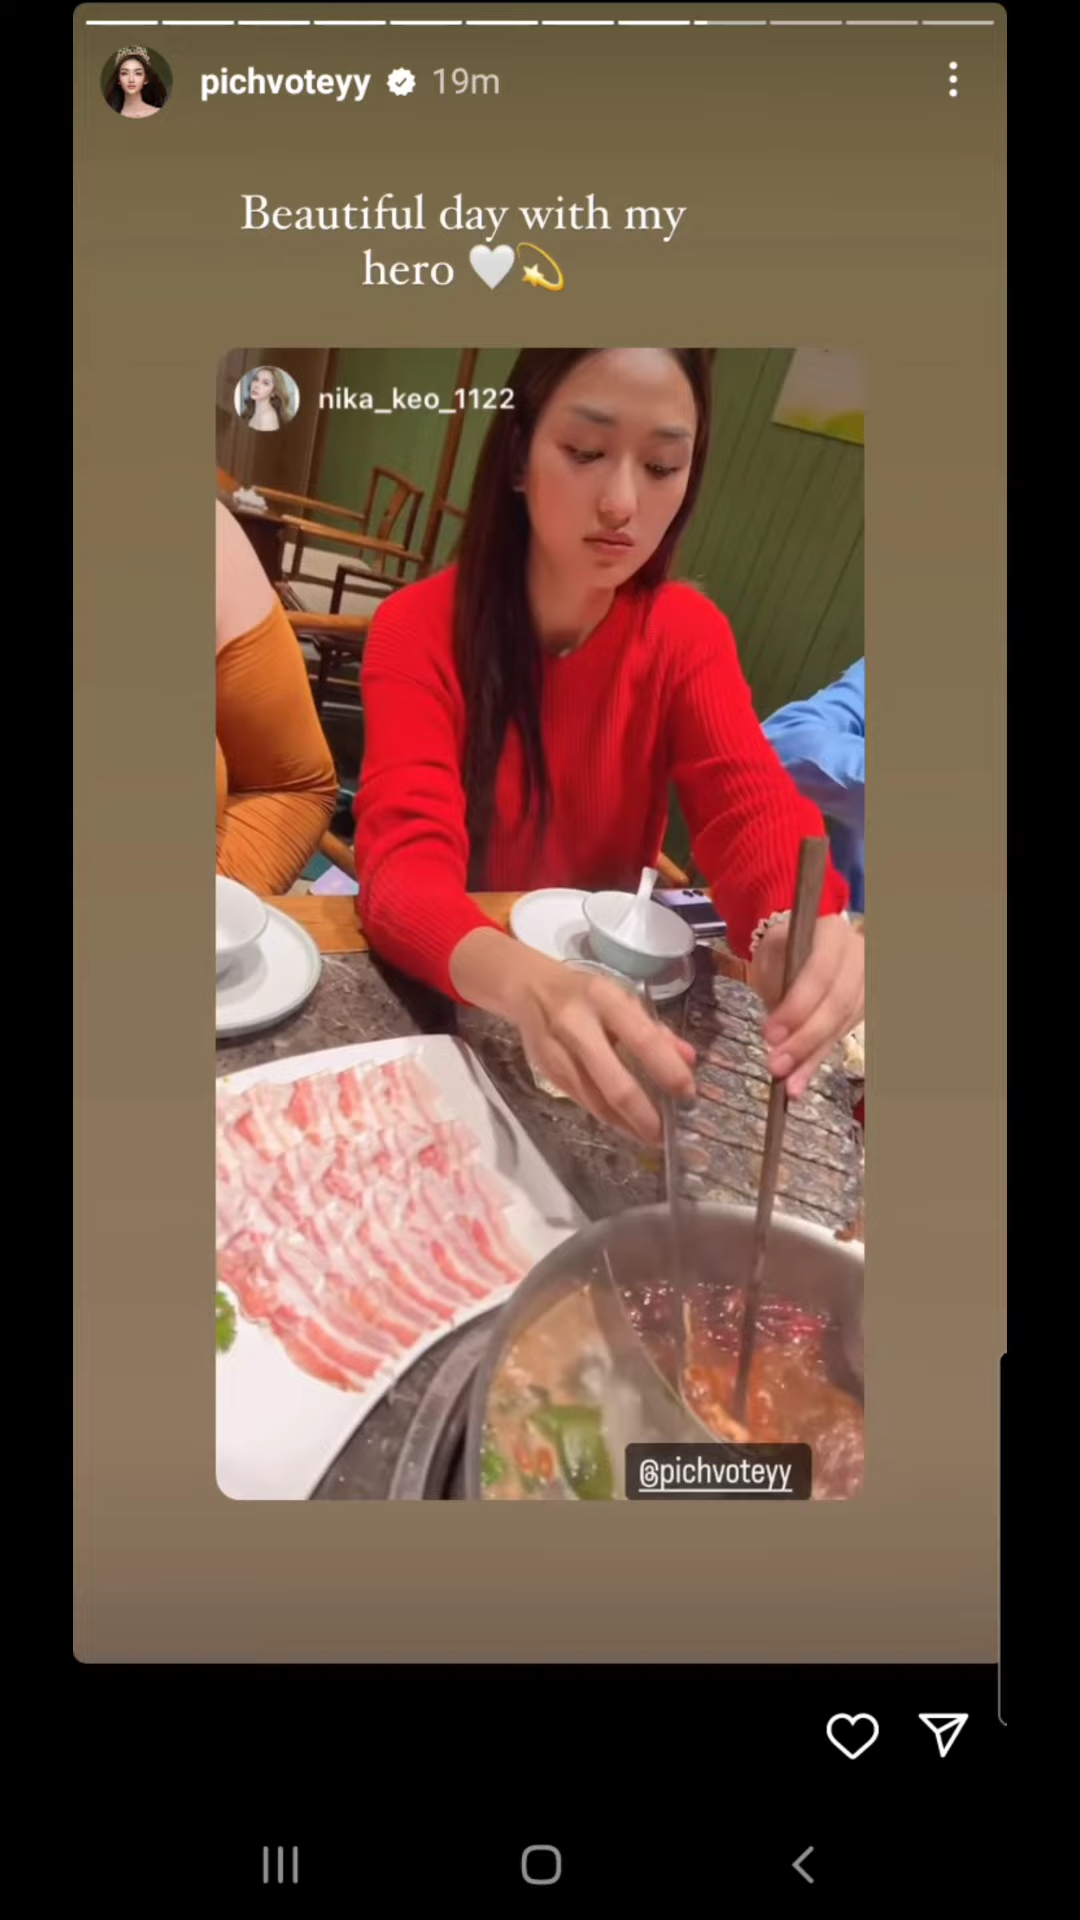 pichvoteyy 19m
Beautiful day with my
hero 🤍💫
nika_keo_1122
@pichvoteyy